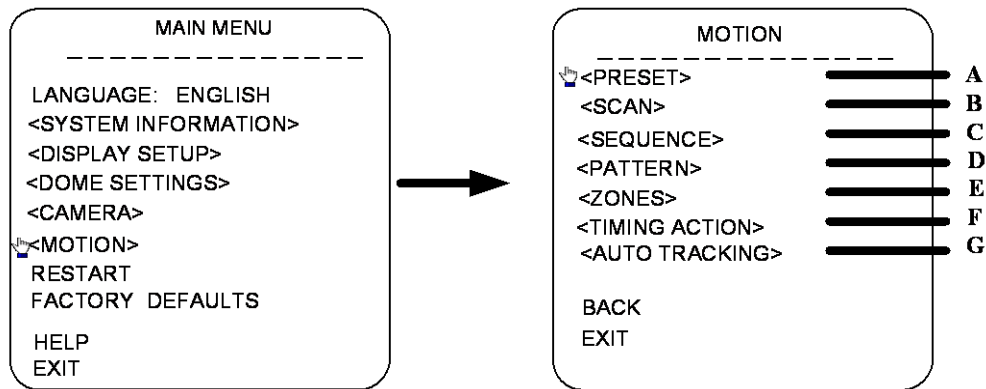 MAIN MENU
LANGUAGE: ENGLISH
<SYSTEM INFORMATION>
<DISPLAY SETUP>
<DOME SETTINGS>
<CAMERA>
<MOTION>
RESTART
FACTORY DEFAULTS
HELP
EXIT
MOTION
<PRESET> A
<SCAN> B
<SEQUENCE> C
<PATTERN> D
<ZONES> E
<TIMING ACTION> F
<AUTO TRACKING> G
BACK
EXIT